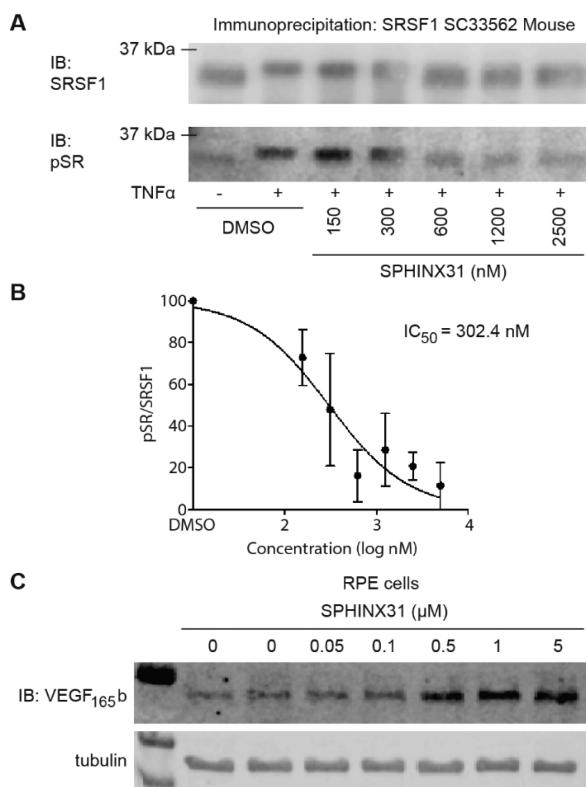 A
Immunoprecipitation: SRSF1 SC33562 Mouse
37 kDa
IB:
SRSF1
37 kDa
IB:
pSR
TNFα - + + + + + +
DMSO 150 300 600 1200 2500
SPHINX31 (nM)
B
100
80
60
40
20
0
pSR/SRSF1
IC50 = 302.4 nM
DMSO 2 3 4
Concentration (log nM)
C
RPE cells
SPHINX31 (µM)
0 0 0.05 0.1 0.5 1 5
IB: VEGF165b
tubulin